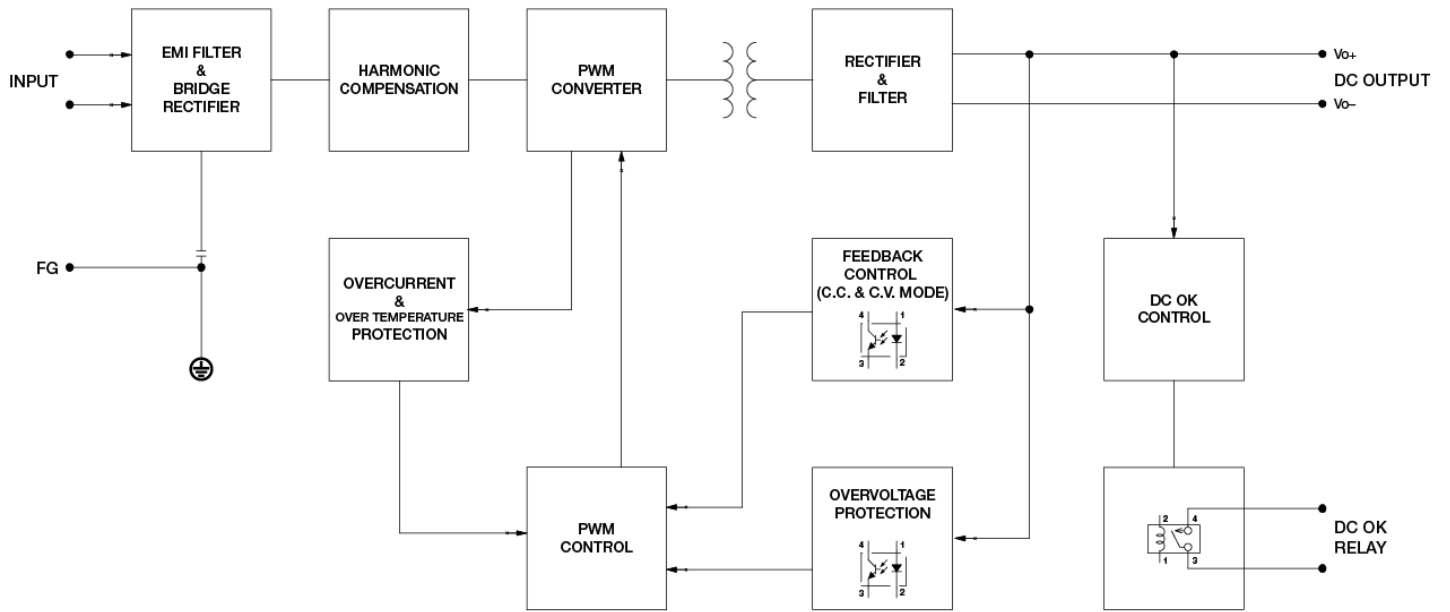 INPUT
EMI FILTER
&
BRIDGE
RECTIFIER
HARMONIC
COMPENSATION
PWM
CONVERTER
RECTIFIER
&
FILTER
Vo+
DC OUTPUT
Vo–
FG
OVERCURRENT
&
OVER TEMPERATURE
PROTECTION
FEEDBACK
CONTROL
(C.C. & C.V. MODE)
4 1
3 2
DC OK
CONTROL
PWM
CONTROL
OVERVOLTAGE
PROTECTION
4 1
3 2
2 4
1 3
DC OK
RELAY